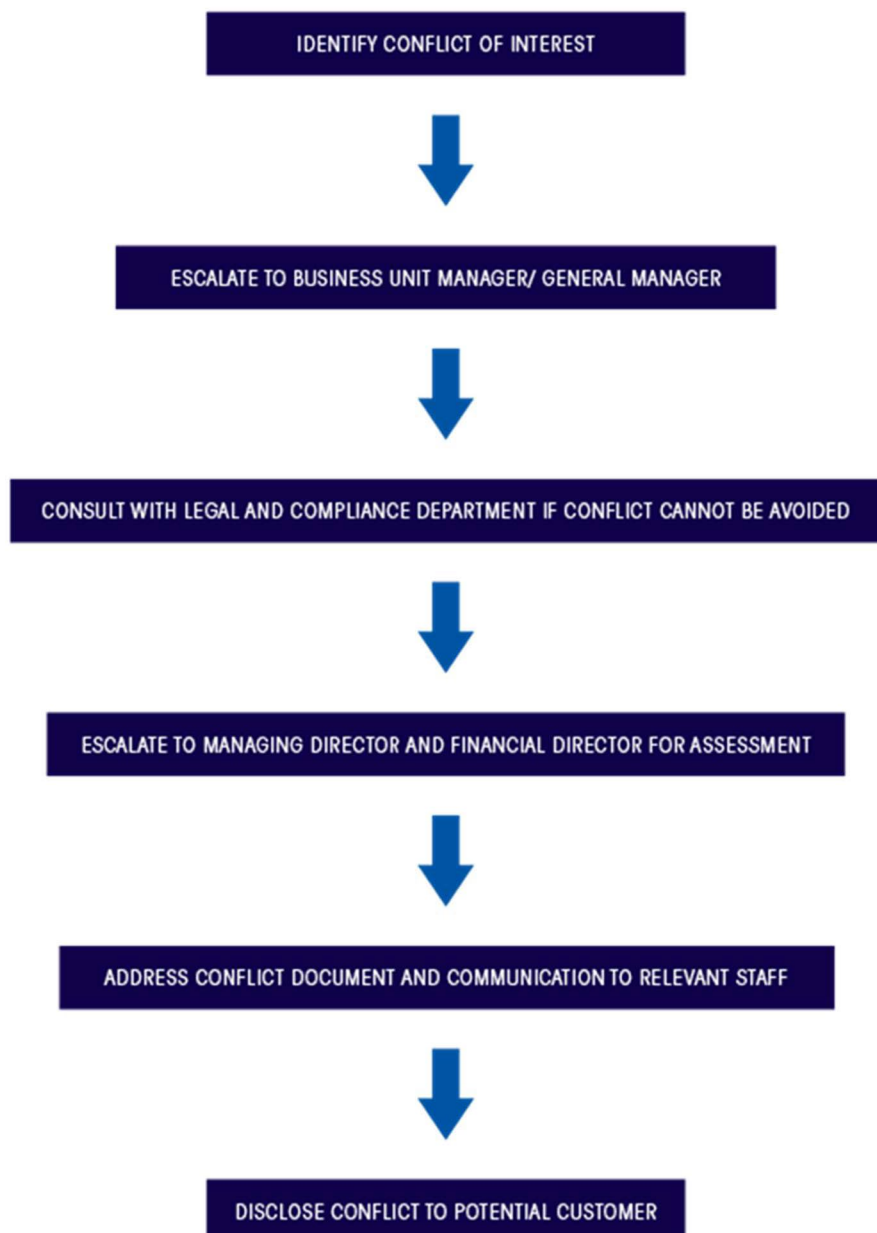 IDENTIFY CONFLICT OF INTEREST
ESCALATE TO BUSINESS UNIT MANAGER/ GENERAL MANAGER
CONSULT WITH LEGAL AND COMPLIANCE DEPARTMENT IF CONFLICT CANNOT BE AVOIDED
ESCALATE TO MANAGING DIRECTOR AND FINANCIAL DIRECTOR FOR ASSESSMENT
ADDRESS CONFLICT DOCUMENT AND COMMUNICATION TO RELEVANT STAFF
DISCLOSE CONFLICT TO POTENTIAL CUSTOMER